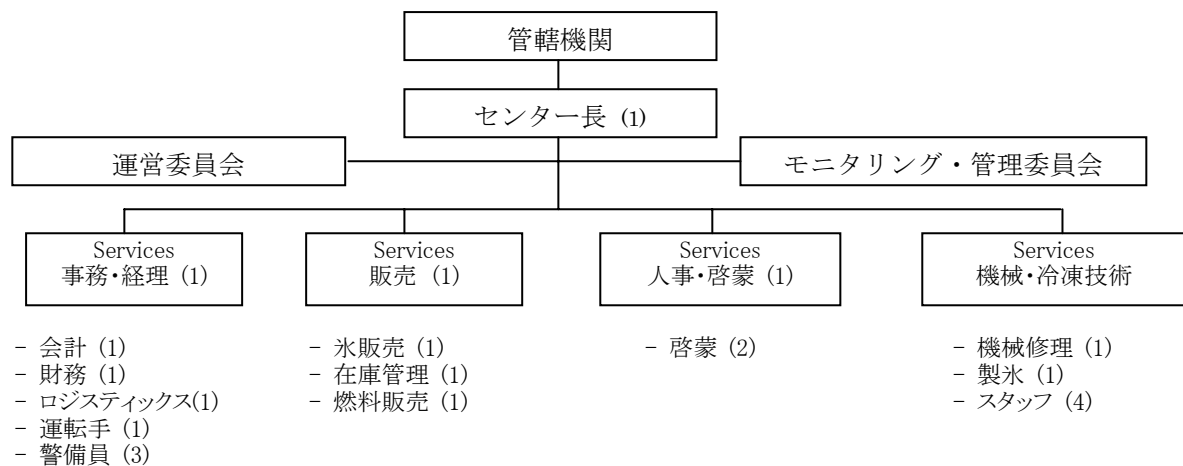 管轄機関
センター長 (1)
運営委員会
モニタリング・管理委員会
Services
事務・経理 (1)
Services
販売 (1)
Services
人事・啓蒙 (1)
Services
機械・冷凍技術
- 会計 (1)
- 財務 (1)
- ロジスティックス(1)
- 運転手 (1)
- 警備員 (3)
- 氷販売 (1)
- 在庫管理 (1)
- 燃料販売 (1)
- 啓蒙 (2)
- 機械修理 (1)
- 製氷 (1)
- スタッフ (4)